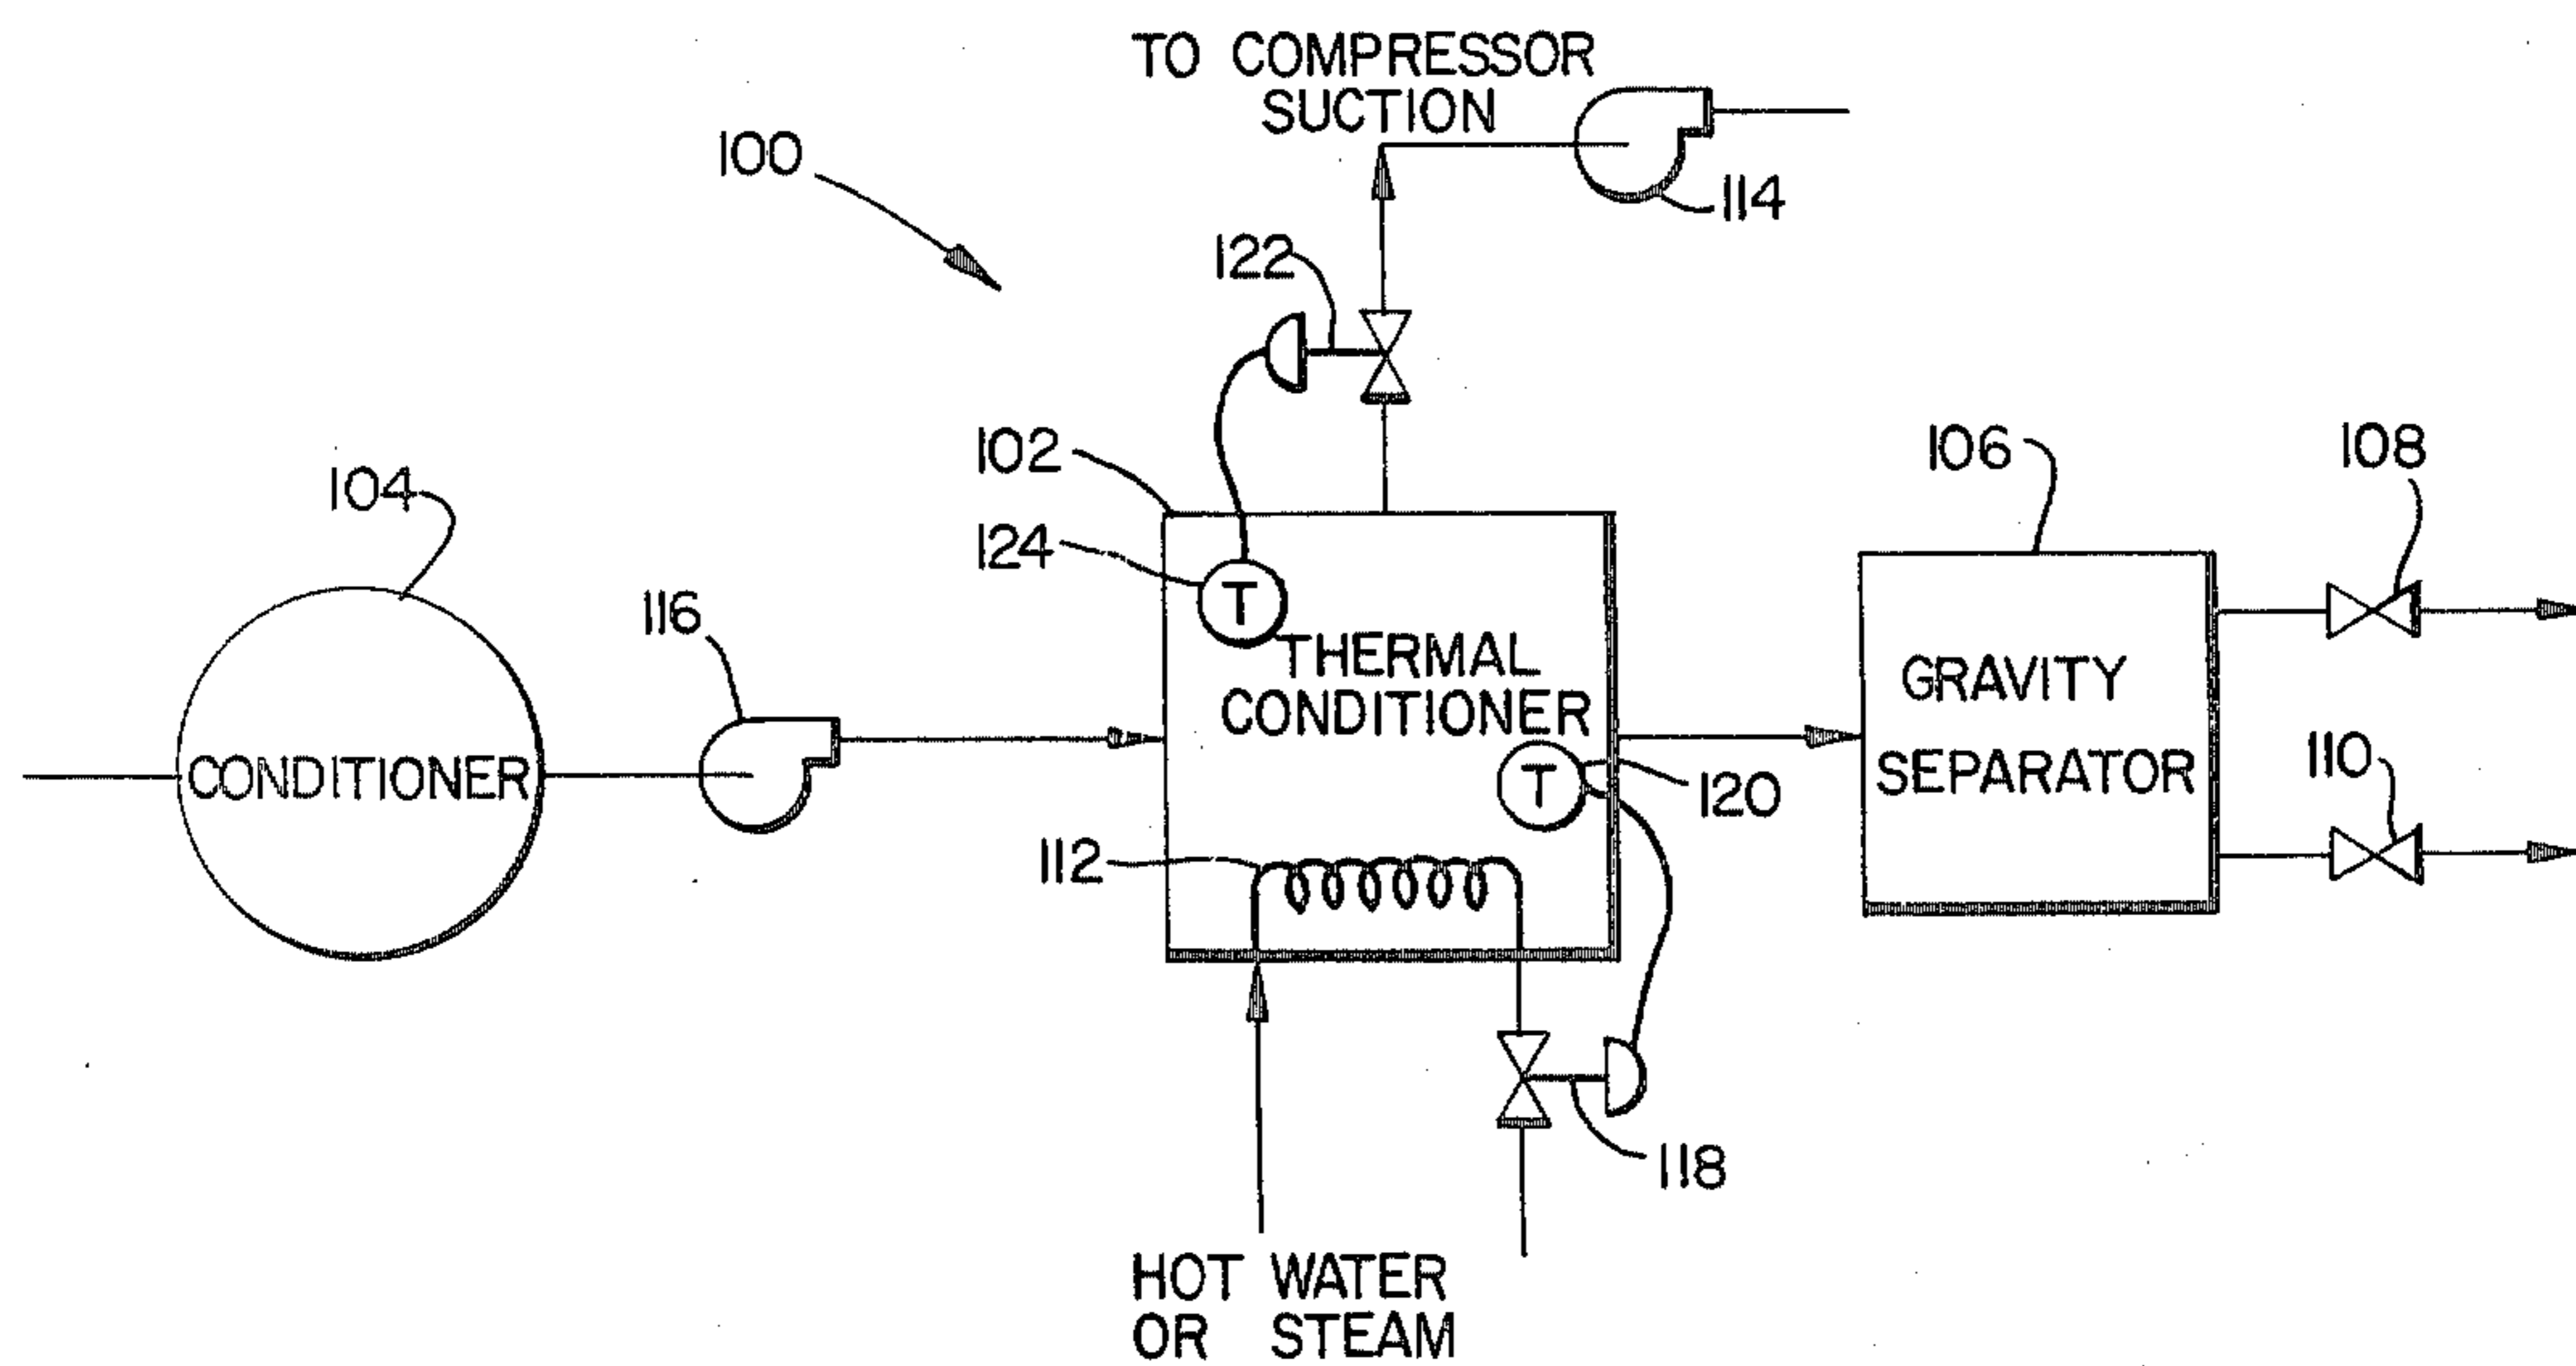 TO COMPRESSOR
SUCTION
100
114
122
102
106
108
104
124
T
116
THERMAL
CONDITIONER
GRAVITY
SEPARATOR
CONDITIONER
T
120
110
112
118
HOT WATER
OR STEAM